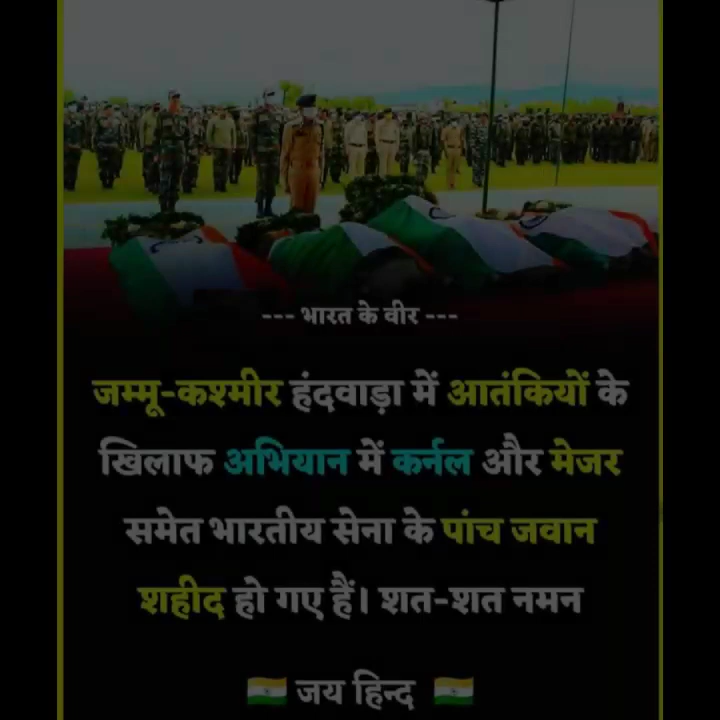 --- भारत के वीर ---
जम्मू-कश्मीर हंदवाड़ा में आतंकियों के
खिलाफ अभियान में कर्नल और मेजर
समेत भारतीय सेना के पांच जवान
शहीद हो गए हैं। शत-शत नमन
🇮🇳 जय हिन्द 🇮🇳